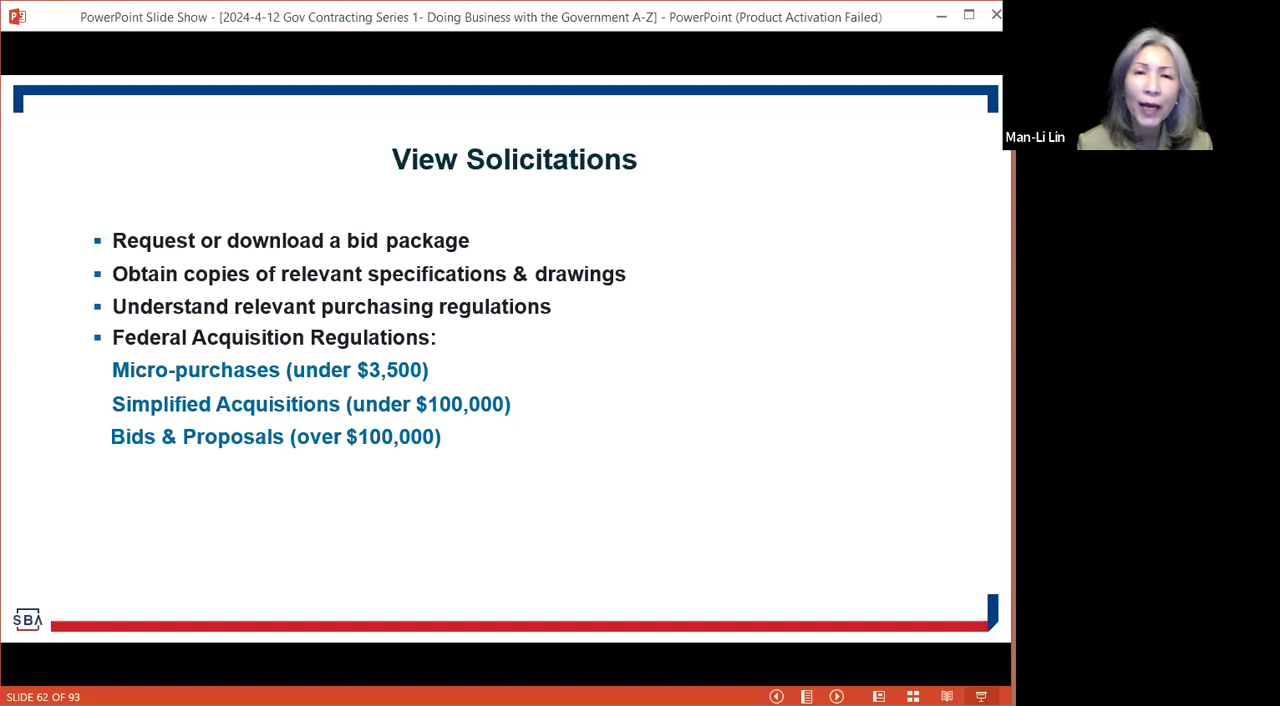 PowerPoint Slide Show - [2024-4-12 Gov Contracting Series 1- Doing Business with the Government A-Z] - PowerPoint (Product Activation Failed)
Man-Li Lin
View Solicitations
Request or download a bid package
Obtain copies of relevant specifications & drawings
Understand relevant purchasing regulations
Federal Acquisition Regulations:
Micro-purchases (under $3,500)
Simplified Acquisitions (under $100,000)
Bids & Proposals (over $100,000)
SBA
SLIDE 62 OF 93